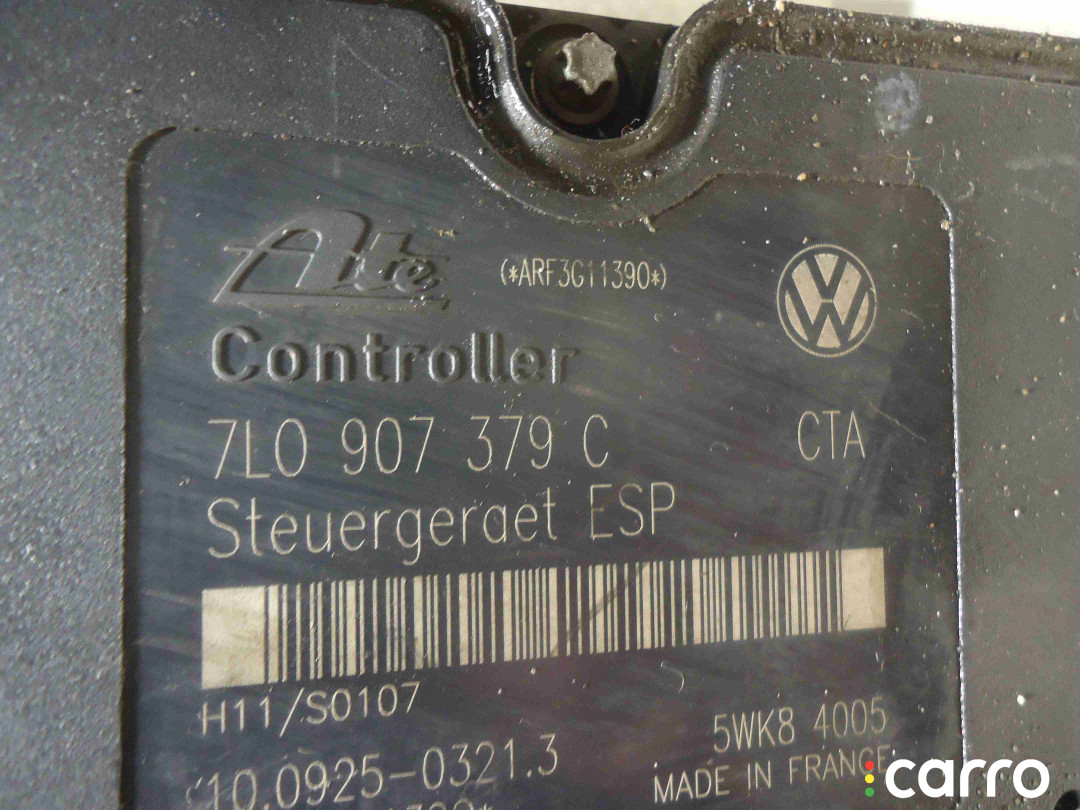 Ate (*ARF3G11390*)
Controller
7L0 907 379 C CTA
Steuergeraet ESP
H11/S0107
5WK8 4005
10.0925-0321.3
MADE IN FRANCE
carro